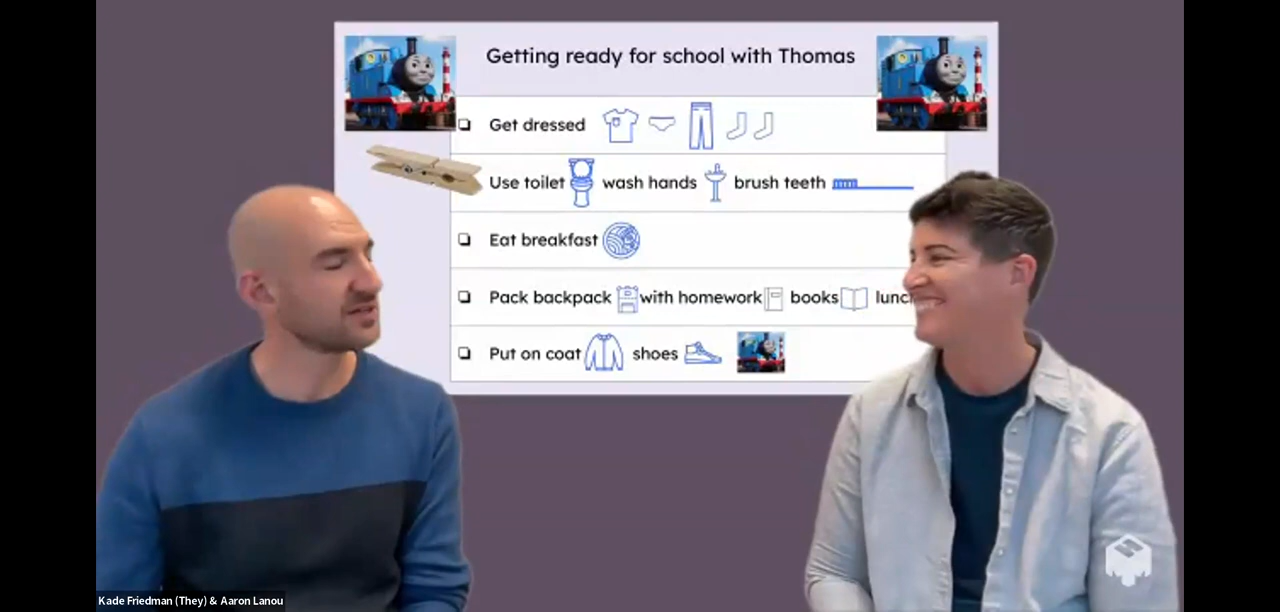 Getting ready for school with Thomas
Get dressed
Use toilet wash hands brush teeth
Eat breakfast
Pack backpack with homework books
Put on coat shoes
Kade Friedman (They) & Aaron Lanou